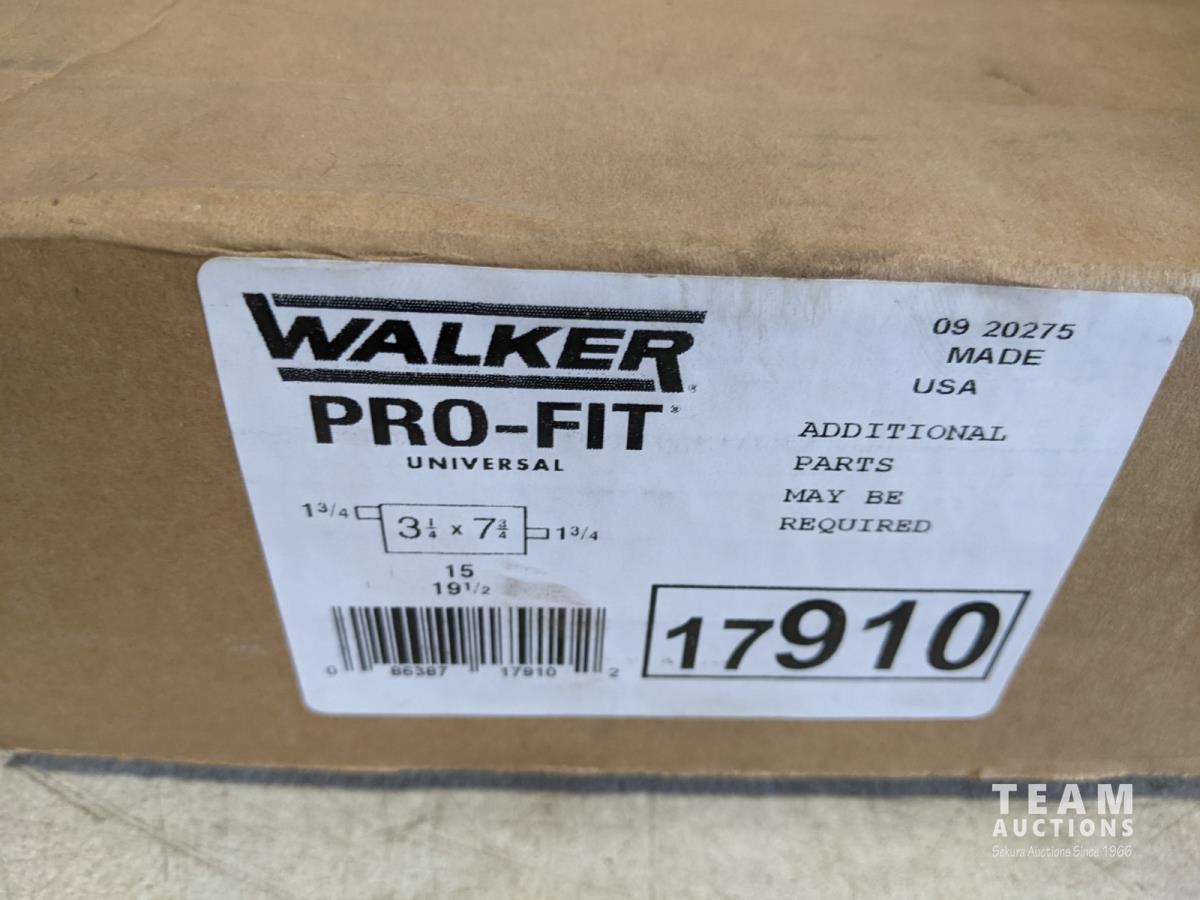 WALKER®
PRO-FIT®
UNIVERSAL
1 3/4
3 1/4 x 7 3/4
1 3/4
15
19 1/2
0 86387 17910 2
09 20275
MADE
USA
ADDITIONAL
PARTS
MAY BE
REQUIRED
17910
TEAM
AUCTIONS
Sekura Auctions Since 1966